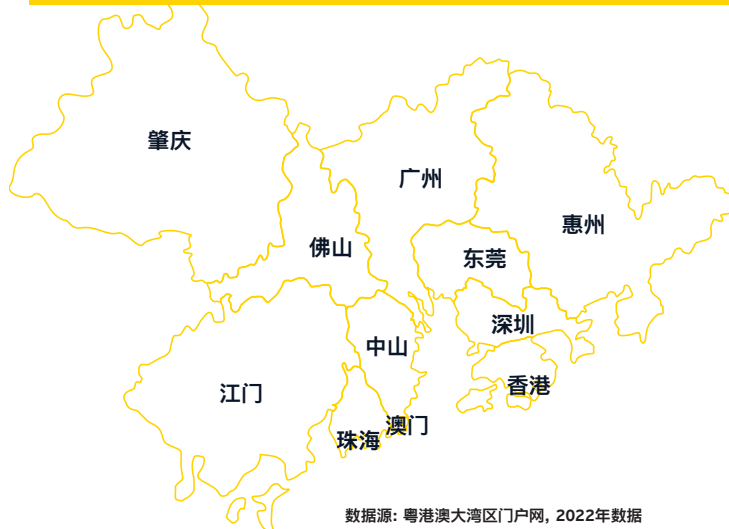 肇庆
广州
惠州
佛山
东莞
深圳
中山
香港
江门
澳门
珠海
数据源: 粤港澳大湾区门户网, 2022年数据